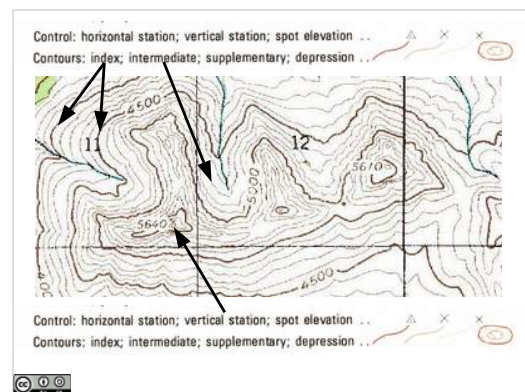 Control: horizontal station; vertical station; spot elevation ..
Contours: index; intermediate; supplementary; depression ..
4500
11
12
5000
5610
5640
4500
Control: horizontal station; vertical station; spot elevation ..
Contours: index; intermediate; supplementary; depression ..
cc